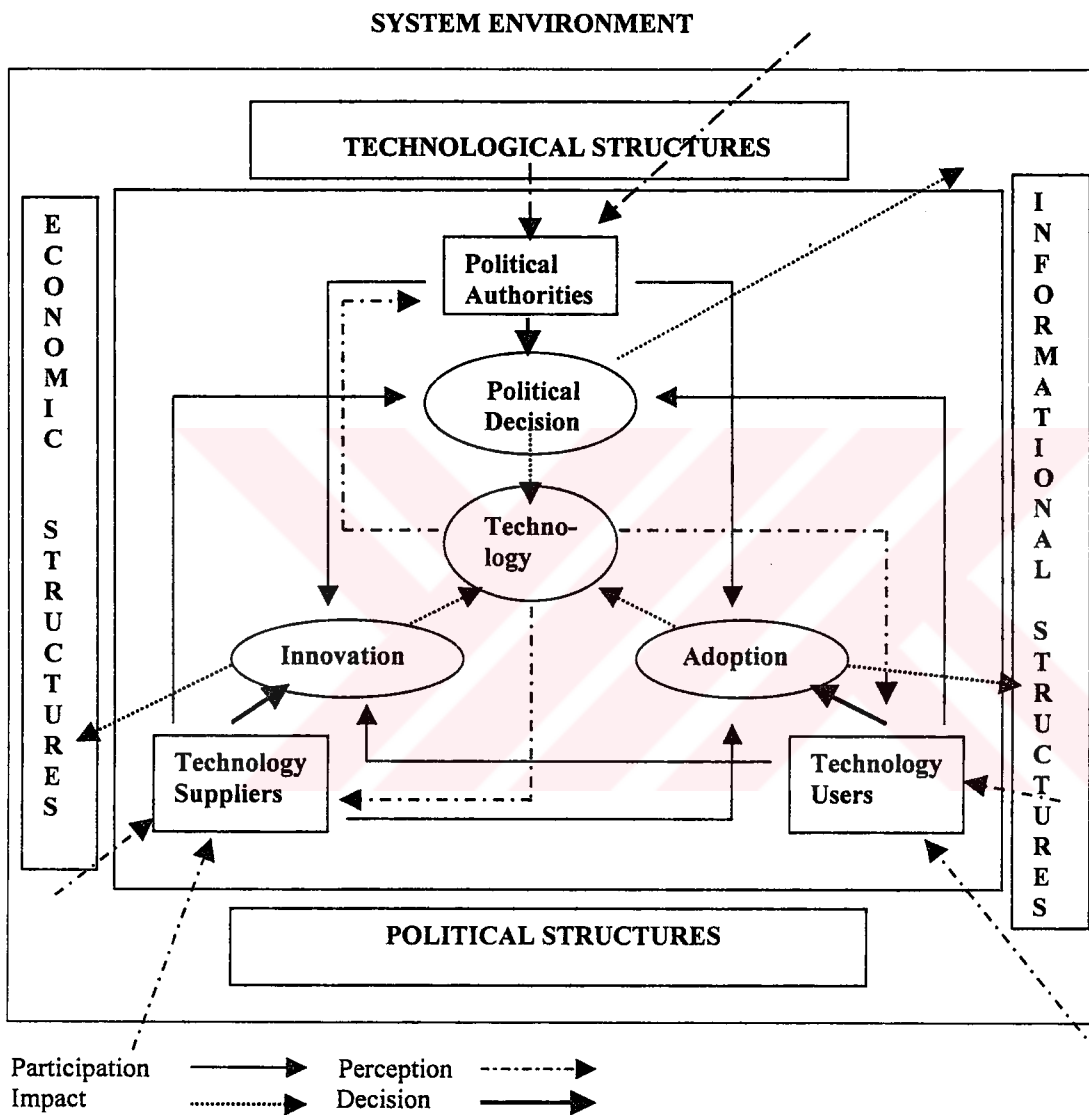 SYSTEM ENVIRONMENT
TECHNOLOGICAL STRUCTURES
ECONOMIC STRUCTURES
INFORMATIONAL STRUCTURES
Political
Authorities
Political
Decision
Techno-
logy
Innovation
Adoption
Technology
Suppliers
Technology
Users
POLITICAL STRUCTURES
Participation
Perception
Impact
Decision